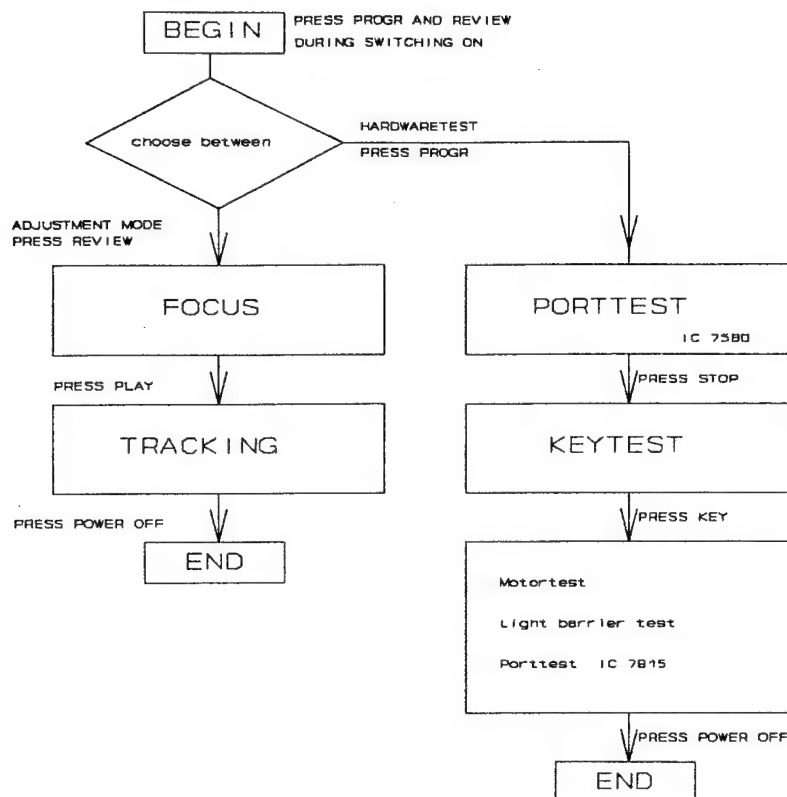 BEGIN
PRESS PROGR AND REVIEW
DURING SWITCHING ON
choose between
HARDWARETEST
PRESS PROGR
ADJUSTMENT MODE
PRESS REVIEW
FOCUS
PRESS PLAY
TRACKING
PRESS POWER OFF
END
PORTTEST
IC 7580
PRESS STOP
KEYTEST
PRESS KEY
Motortest
Light barrier test
Porttest IC 7815
PRESS POWER OFF
END